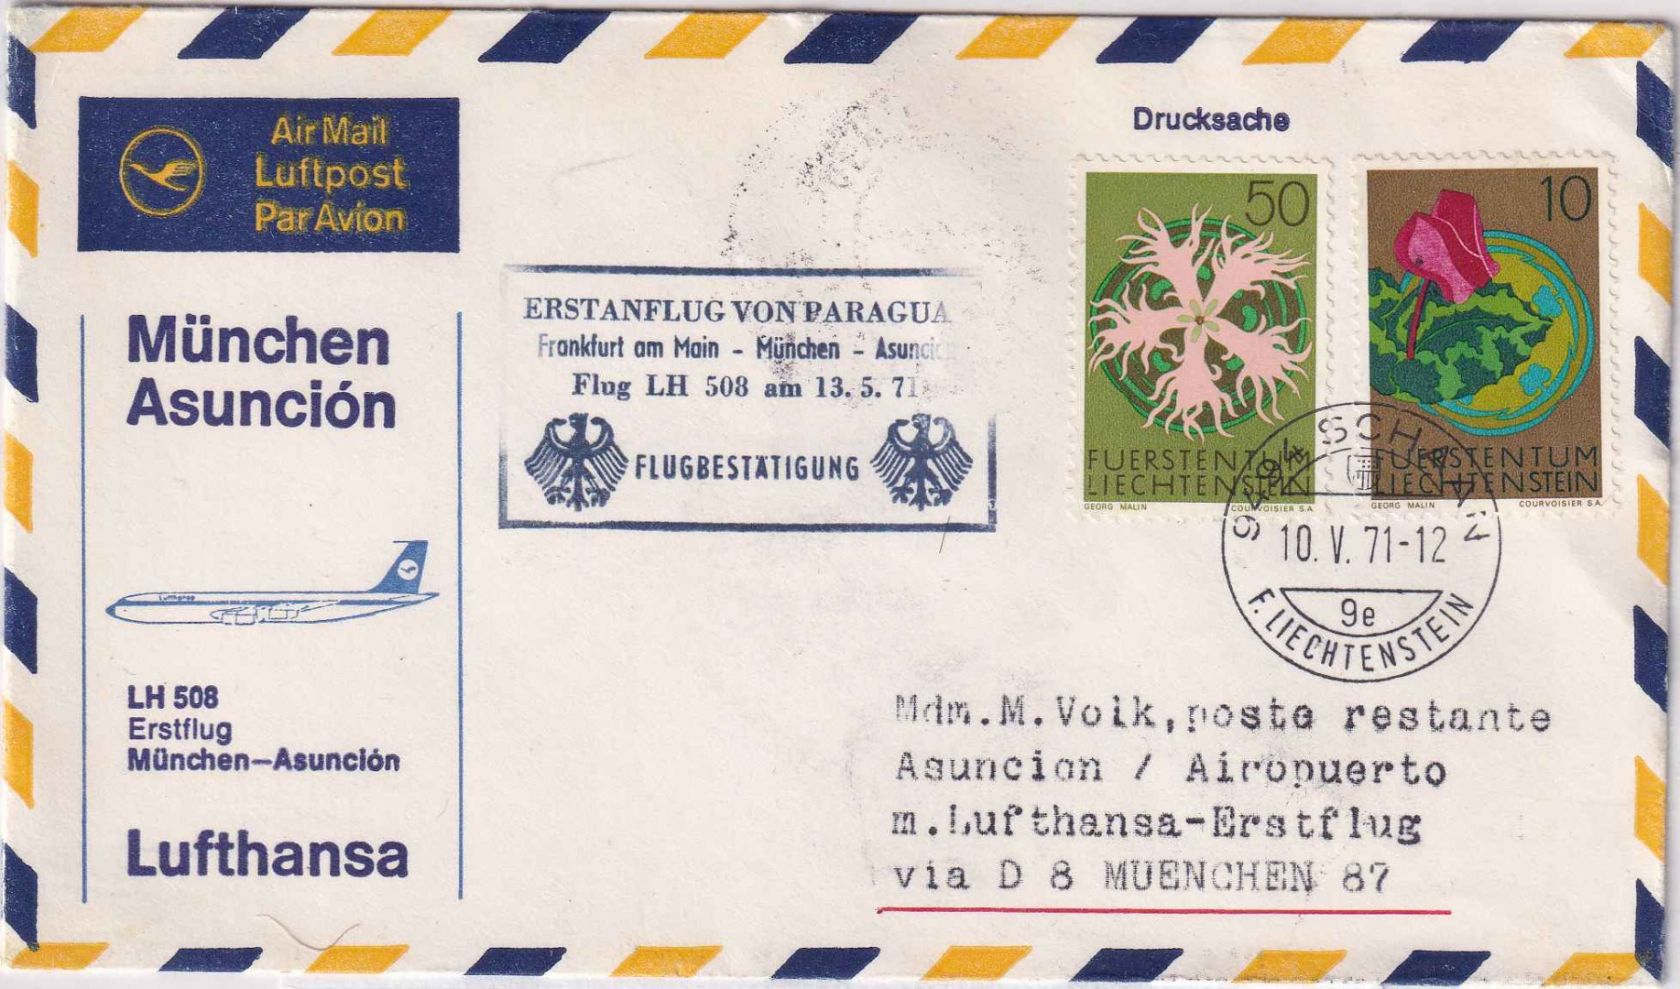 Air Mail
Luftpost
Par Avion
München
Asunción
Lufthansa
LH 508
Erstflug
München–Asunción
Lufthansa
ERSTANFLUG VON PARAGUA
Frankfurt am Main - München - Asunción
Flug LH 508 am 13. 5. 71
FLUGBESTÄTIGUNG
Drucksache
50
FUERSTENTUM
LIECHTENSTEIN
GEORG MALIN COURVOISIER S.A.
10
FUERSTENTUM
LIECHTENSTEIN
GEORG MALIN COURVOISIER S.A.
9494 SCHAAN
10. V. 71-12
9e
F. LIECHTENSTEIN
Mdm.M.Volk,poste restante
Asuncion / Airopuerto
m.Lufthansa-Erstflug
via D 8 MUENCHEN 87